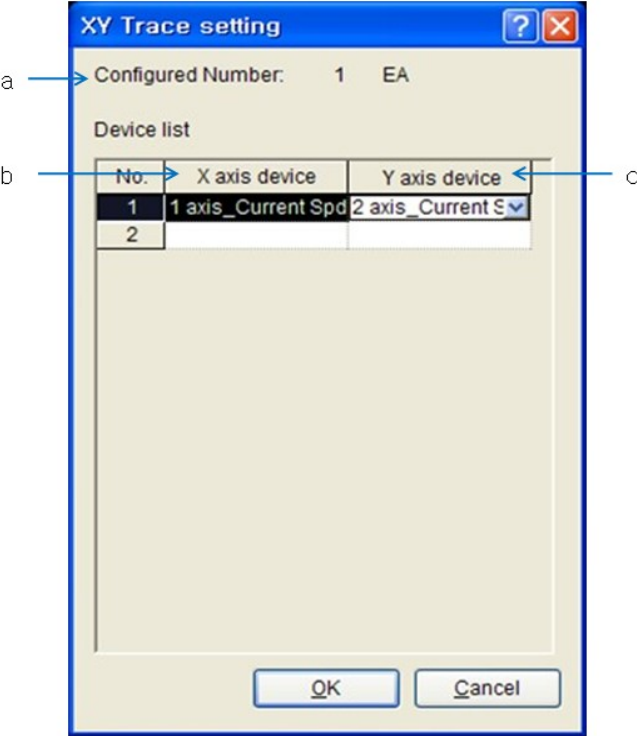 XY Trace setting
a
Configured Number: 1 EA
Device list
b
No. X axis device Y axis device
c
1 1 axis_Current Spd 2 axis_Current S
2
OK Cancel